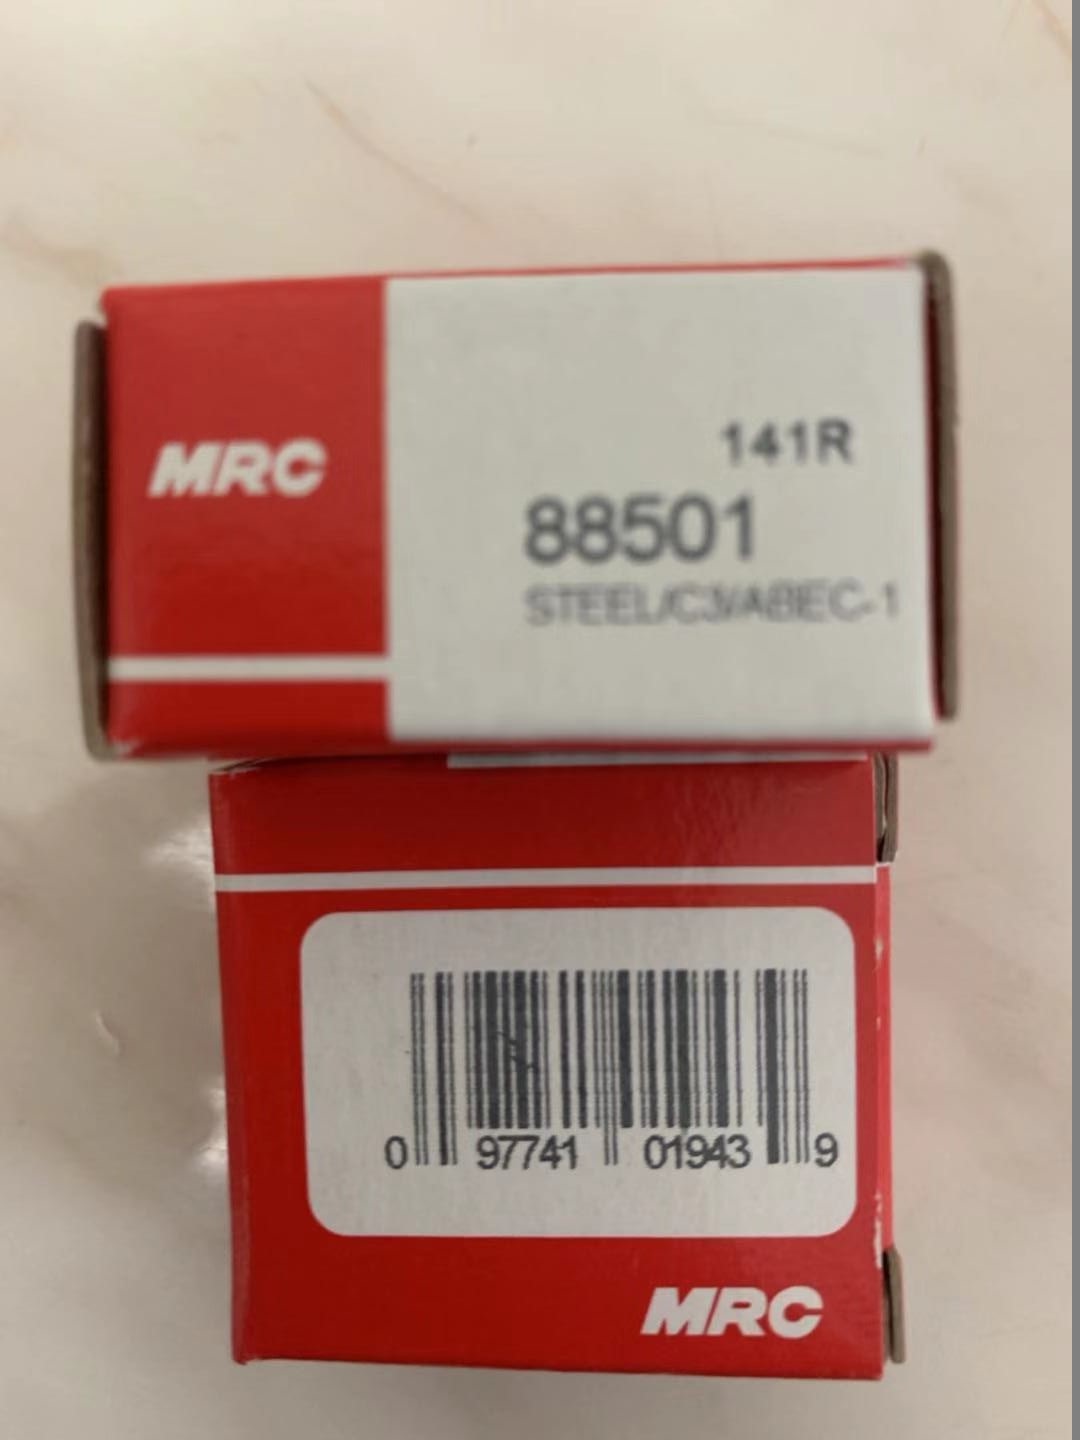 MRC
141R
88501
STEEL/C3/ABEC-1
0 97741 01943 9
MRC